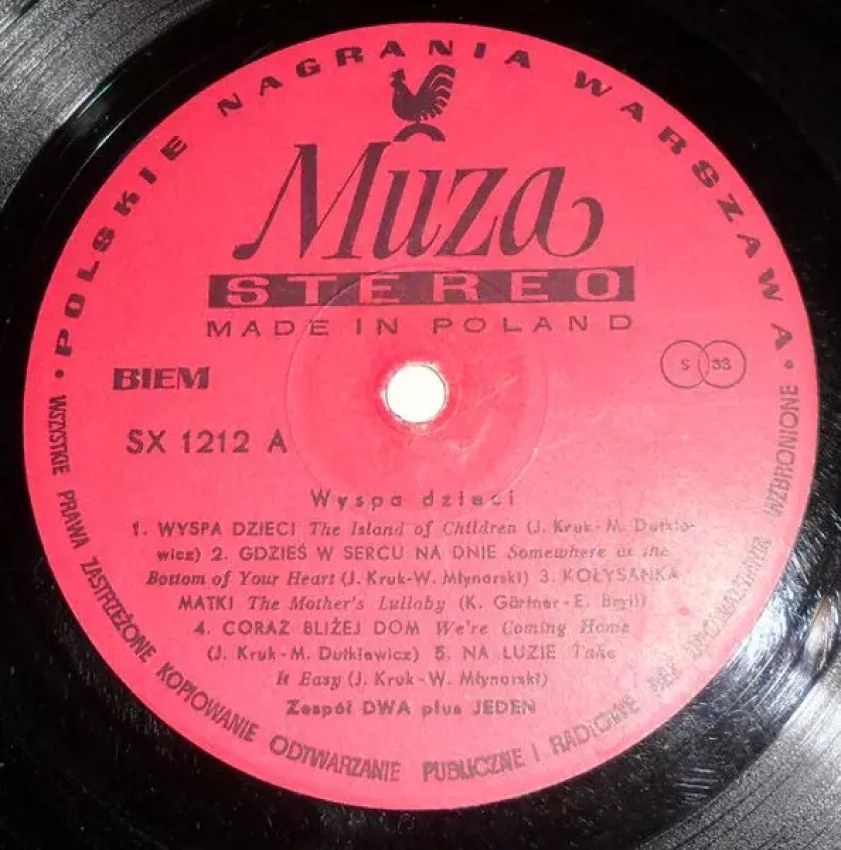 • POLSKIE NAGRANIA WARSZAWA •
Muza
STEREO
MADE IN POLAND
BIEM
S 33
SX 1212 A
Wyspa dzieci
1. WYSPA DZIECI The Island of Children (J. Kruk-M. Dutkie-
wicz) 2. GDZIEŚ W SERCU NA DNIE Somewhere at the
Bottom of Your Heart (J. Kruk-W. Młynarski) 3. KOŁYSANKA
MATKI The Mother's Lullaby (K. Gärtner-E. Bryll)
4. CORAZ BLIŻEJ DOM We're Coming Home
(J. Kruk-M. Dutkiewicz) 5. NA LUZIE Take
It Easy (J. Kruk-W. Młynarski)
Zespół DWA plus JEDEN
WSZYSTKIE PRAWA ZASTRZEŻONE KOPIOWANIE ODTWARZANIE PUBLICZNE I RADIOWE WZBRONIONE